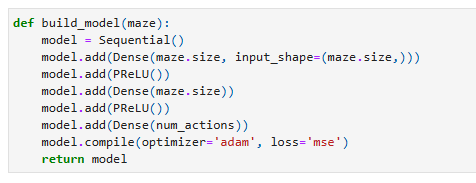 def build_model(maze):
    model = Sequential()
    model.add(Dense(maze.size, input_shape=(maze.size,)))
    model.add(PReLU())
    model.add(Dense(maze.size))
    model.add(PReLU())
    model.add(Dense(num_actions))
    model.compile(optimizer='adam', loss='mse')
    return model